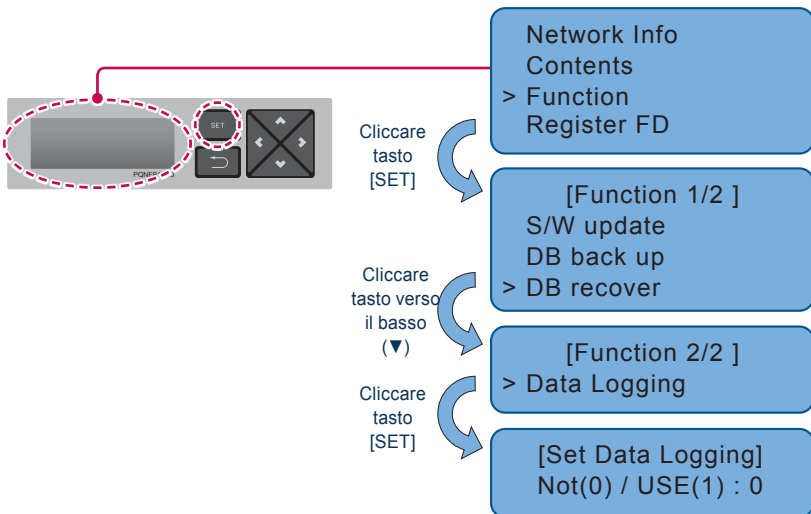 Network Info
Contents
> Function
Register FD
SET
Cliccare
tasto
[SET]
[Function 1/2 ]
S/W update
DB back up
> DB recover
Cliccare
tasto verso
il basso
(▼)
[Function 2/2 ]
> Data Logging
Cliccare
tasto
[SET]
[Set Data Logging]
Not(0) / USE(1) : 0